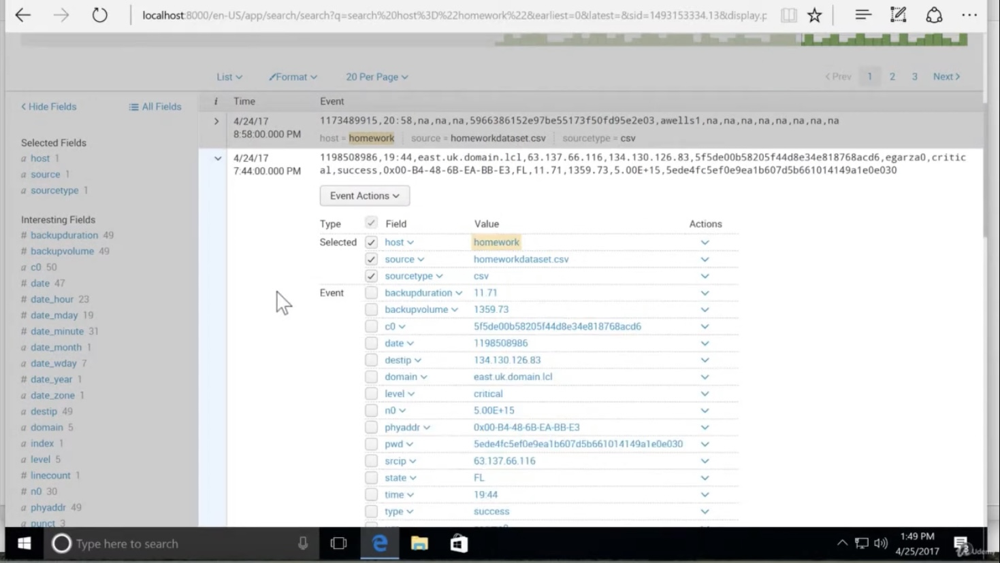 localhost:8000/en-US/app/search/search?q=search%20host%3D%22homework%22&earliest=0&latest=&sid=1493153334.13&display.p
List Format 20 Per Page < Prev 1 2 3 Next >
< Hide Fields All Fields
i Time Event
Selected Fields
a host 1
a source 1
a sourcetype 1
Interesting Fields
# backupduration 49
# backupvolume 49
a c0 50
# date 47
# date_hour 23
# date_mday 19
# date_minute 31
a date_month 1
a date_wday 7
# date_year 1
a date_zone 1
a destip 49
a domain 5
a index 1
a level 5
# linecount 1
# n0 30
a phyaddr 49
a punct 3
4/24/17
8:58:00.000 PM
1173489915,20:58,na,na,na,5966386152e97be55173f50fd95e2e03,awells1,na,na,na,na,na,na,na,na
host = homework source = homeworkdataset.csv sourcetype = csv
4/24/17
7:44:00.000 PM
1198508986,19:44,east.uk.domain.lcl,63.137.66.116,134.130.126.83,5f5de00b58205f44d8e34e818768acd6,egarza0,critic
al,success,0x00-B4-48-6B-EA-BB-E3,FL,11.71,1359.73,5.00E+15,5ede4fc5ef0e9ea1b607d5b661014149a1e0e030
Event Actions
Type Field Value Actions
Selected host homework
source homeworkdataset.csv
sourcetype csv
Event backupduration 11.71
backupvolume 1359.73
c0 5f5de00b58205f44d8e34e818768acd6
date 1198508986
destip 134.130.126.83
domain east.uk.domain.lcl
level critical
n0 5.00E+15
phyaddr 0x00-B4-48-6B-EA-BB-E3
pwd 5ede4fc5ef0e9ea1b607d5b661014149a1e0e030
srcip 63.137.66.116
state FL
time 19:44
type success
Type here to search
1:49 PM
4/25/2017
Udemy